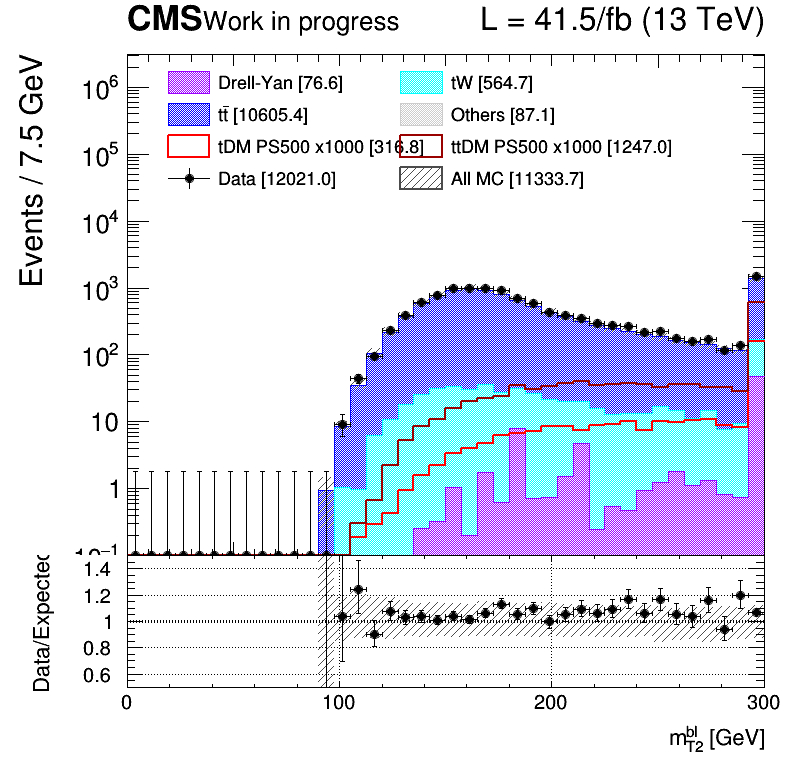 CMS Work in progress L = 41.5/fb (13 TeV)
Events / 7.5 GeV
Drell-Yan [76.6] tW [564.7]
tt̄ [10605.4] Others [87.1]
tDM PS500 x1000 [316.8] ttDM PS500 x1000 [1247.0]
Data [12021.0] All MC [11333.7]
10⁶
10⁵
10⁴
10³
10²
10
1
10⁻¹
Data/Expected
1.4
1.2
1
0.8
0.6
0 100 200 300
m_T2^bl [GeV]